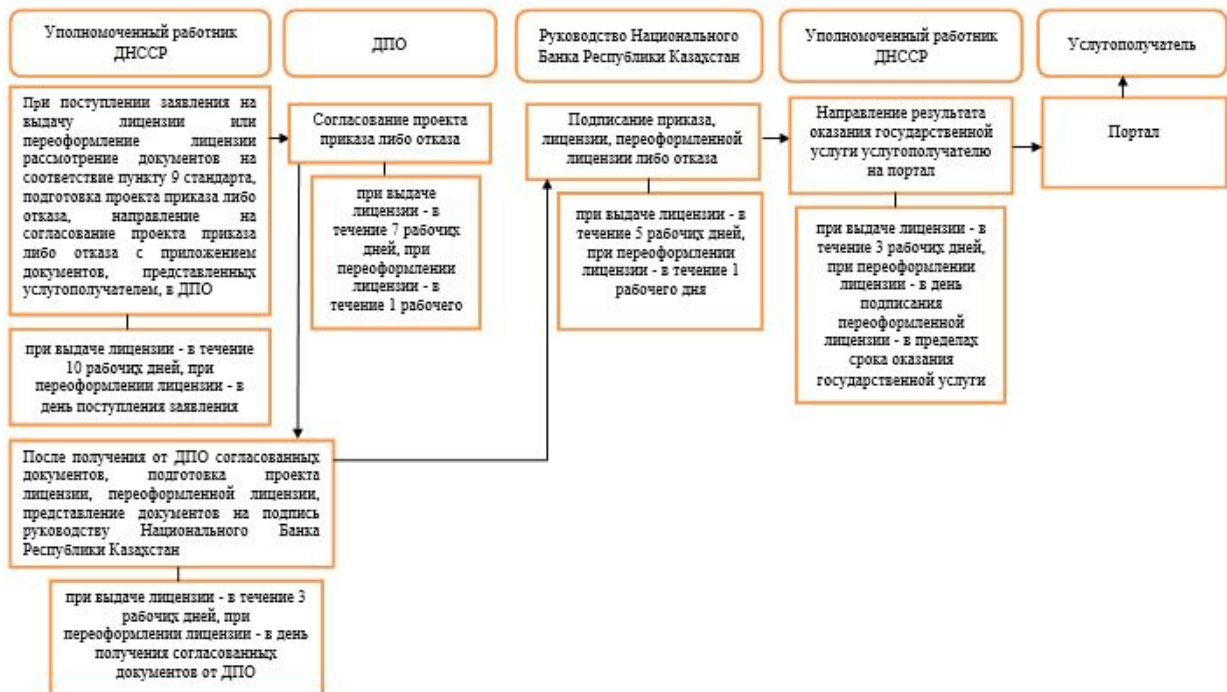 Уполномоченный работник
ДНССР
ДПО
Руководство Национального
Банка Республики Казахстан
Уполномоченный работник
ДНССР
Услугополучатель
При поступлении заявления на
выдачу лицензии или
переоформление лицензии
рассмотрение документов на
соответствие пункту 9 стандарта,
подготовка проекта приказа либо
отказа, направление на
согласование проекта приказа
либо отказа с приложением
документов, представленных
услугополучателем, в ДПО
Согласование проекта
приказа либо отказа
Подписание приказа,
лицензии, переоформленной
лицензии либо отказа
Направление результата
оказания государственной
услуги услугополучателю
на портал
Портал
при выдаче
лицензии - в
течение 7 рабочих
дней, при
переоформлении
лицензии - в
течение 1 рабочего
при выдаче лицензии - в
течение 5 рабочих дней,
при переоформлении
лицензии - в течение 1
рабочего дня
при выдаче лицензии - в
течение 3 рабочих дней,
при переоформлении
лицензии - в день
подписания
переоформленной
лицензии - в пределах
срока оказания
государственной услуги
при выдаче лицензии - в течение
10 рабочих дней, при
переоформлении лицензии - в
день поступления заявления
После получения от ДПО согласованных
документов, подготовка проекта
лицензии, переоформленной лицензии,
представление документов на подпись
руководству Национального Банка
Республики Казахстан
при выдаче лицензии - в течение 3
рабочих дней, при
переоформлении лицензии - в день
получения согласованных
документов от ДПО